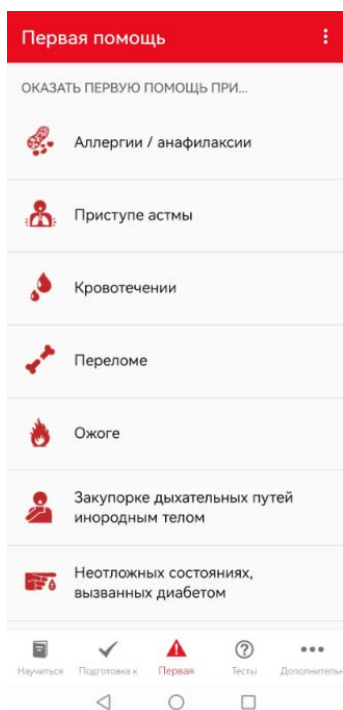 Первая помощь
ОКАЗАТЬ ПЕРВУЮ ПОМОЩЬ ПРИ...
Аллергии / анафилаксии
Приступе астмы
Кровотечении
Переломе
Ожоге
Закупорке дыхательных путей
инородным телом
Неотложных состояниях,
вызванных диабетом
Научиться Подготовка к Первая Тесты Дополнительн